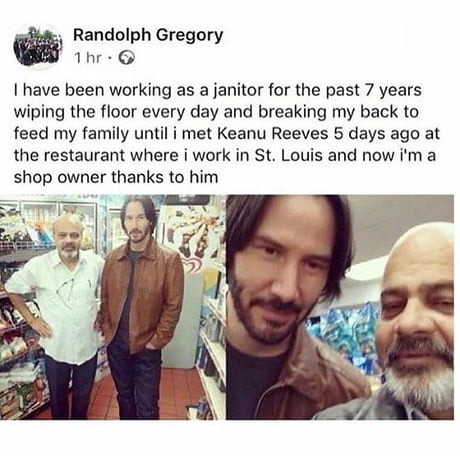 Randolph Gregory
1 hr ·
I have been working as a janitor for the past 7 years
wiping the floor every day and breaking my back to
feed my family until i met Keanu Reeves 5 days ago at
the restaurant where i work in St. Louis and now i'm a
shop owner thanks to him